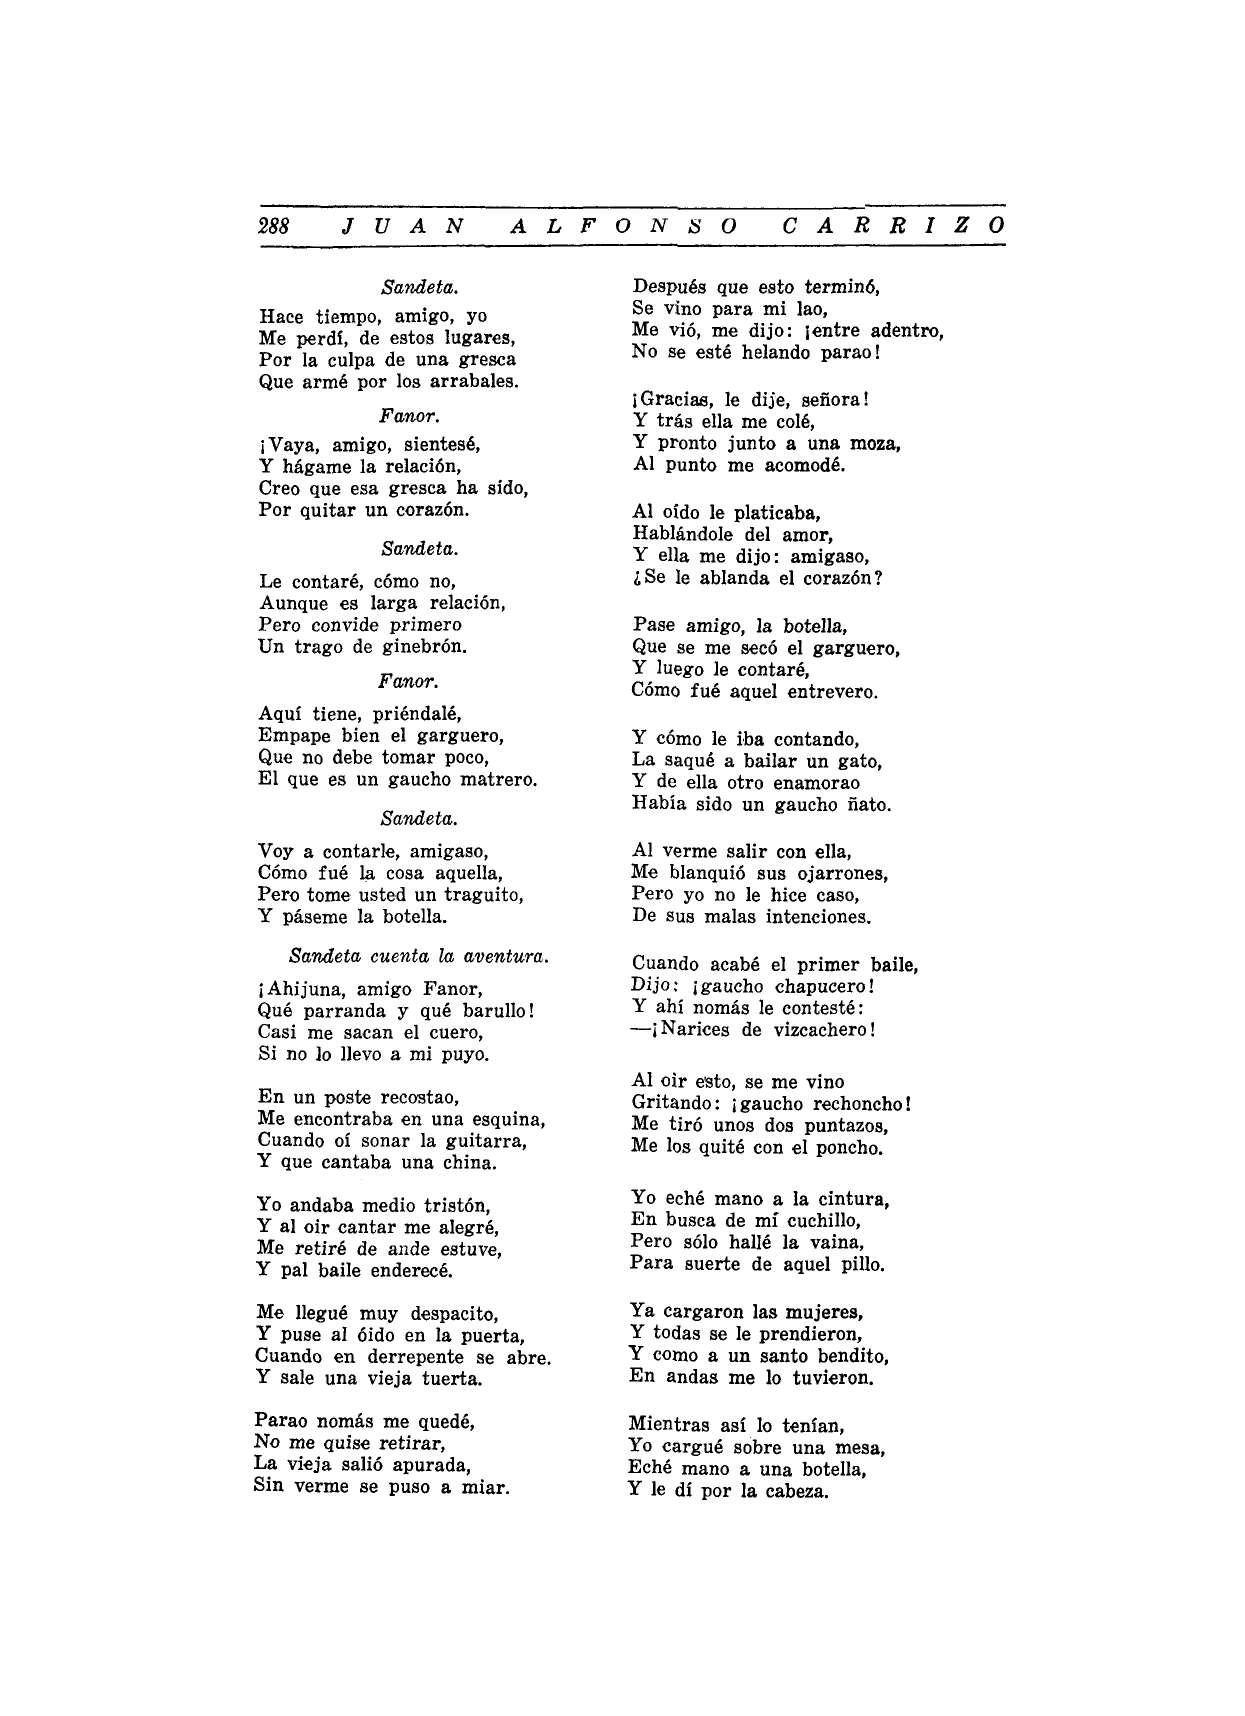 288 JUAN ALFONSO CARRIZO
Sandeta.
Hace tiempo, amigo, yo
Me perdí, de estos lugares,
Por la culpa de una gresca
Que armé por los arrabales.
Fanor.
¡Vaya, amigo, sientesé,
Y hágame la relación,
Creo que esa gresca ha sido,
Por quitar un corazón.
Sandeta.
Le contaré, cómo no,
Aunque es larga relación,
Pero convide primero
Un trago de ginebrón.
Fanor.
Aquí tiene, priéndalé,
Empape bien el garguero,
Que no debe tomar poco,
El que es un gaucho matrero.
Sandeta.
Voy a contarle, amigaso,
Cómo fué la cosa aquella,
Pero tome usted un traguito,
Y páseme la botella.
Sandeta cuenta la aventura.
¡Ahijuna, amigo Fanor,
Qué parranda y qué barullo!
Casi me sacan el cuero,
Si no lo llevo a mi puyo.
En un poste recostao,
Me encontraba en una esquina,
Cuando oí sonar la guitarra,
Y que cantaba una china.
Yo andaba medio tristón,
Y al oir cantar me alegré,
Me retiré de ande estuve,
Y pal baile enderecé.
Me llegué muy despacito,
Y puse al óido en la puerta,
Cuando en derrepente se abre.
Y sale una vieja tuerta.
Parao nomás me quedé,
No me quise retirar,
La vieja salió apurada,
Sin verme se puso a miar.
Después que esto terminó,
Se vino para mi lao,
Me vió, me dijo: ¡entre adentro,
No se esté helando parao!
¡Gracias, le dije, señora!
Y trás ella me colé,
Y pronto junto a una moza,
Al punto me acomodé.
Al oído le platicaba,
Hablándole del amor,
Y ella me dijo: amigaso,
¿Se le ablanda el corazón?
Pase amigo, la botella,
Que se me secó el garguero,
Y luego le contaré,
Cómo fué aquel entrevero.
Y cómo le iba contando,
La saqué a bailar un gato,
Y de ella otro enamorao
Había sido un gaucho ñato.
Al verme salir con ella,
Me blanquió sus ojarrones,
Pero yo no le hice caso,
De sus malas intenciones.
Cuando acabé el primer baile,
Dijo: ¡gaucho chapucero!
Y ahí nomás le contesté:
—¡Narices de vizcachero!
Al oir esto, se me vino
Gritando: ¡gaucho rechoncho!
Me tiró unos dos puntazos,
Me los quité con el poncho.
Yo eché mano a la cintura,
En busca de mí cuchillo,
Pero sólo hallé la vaina,
Para suerte de aquel pillo.
Ya cargaron las mujeres,
Y todas se le prendieron,
Y como a un santo bendito,
En andas me lo tuvieron.
Mientras así lo tenían,
Yo cargué sobre una mesa,
Eché mano a una botella,
Y le dí por la cabeza.